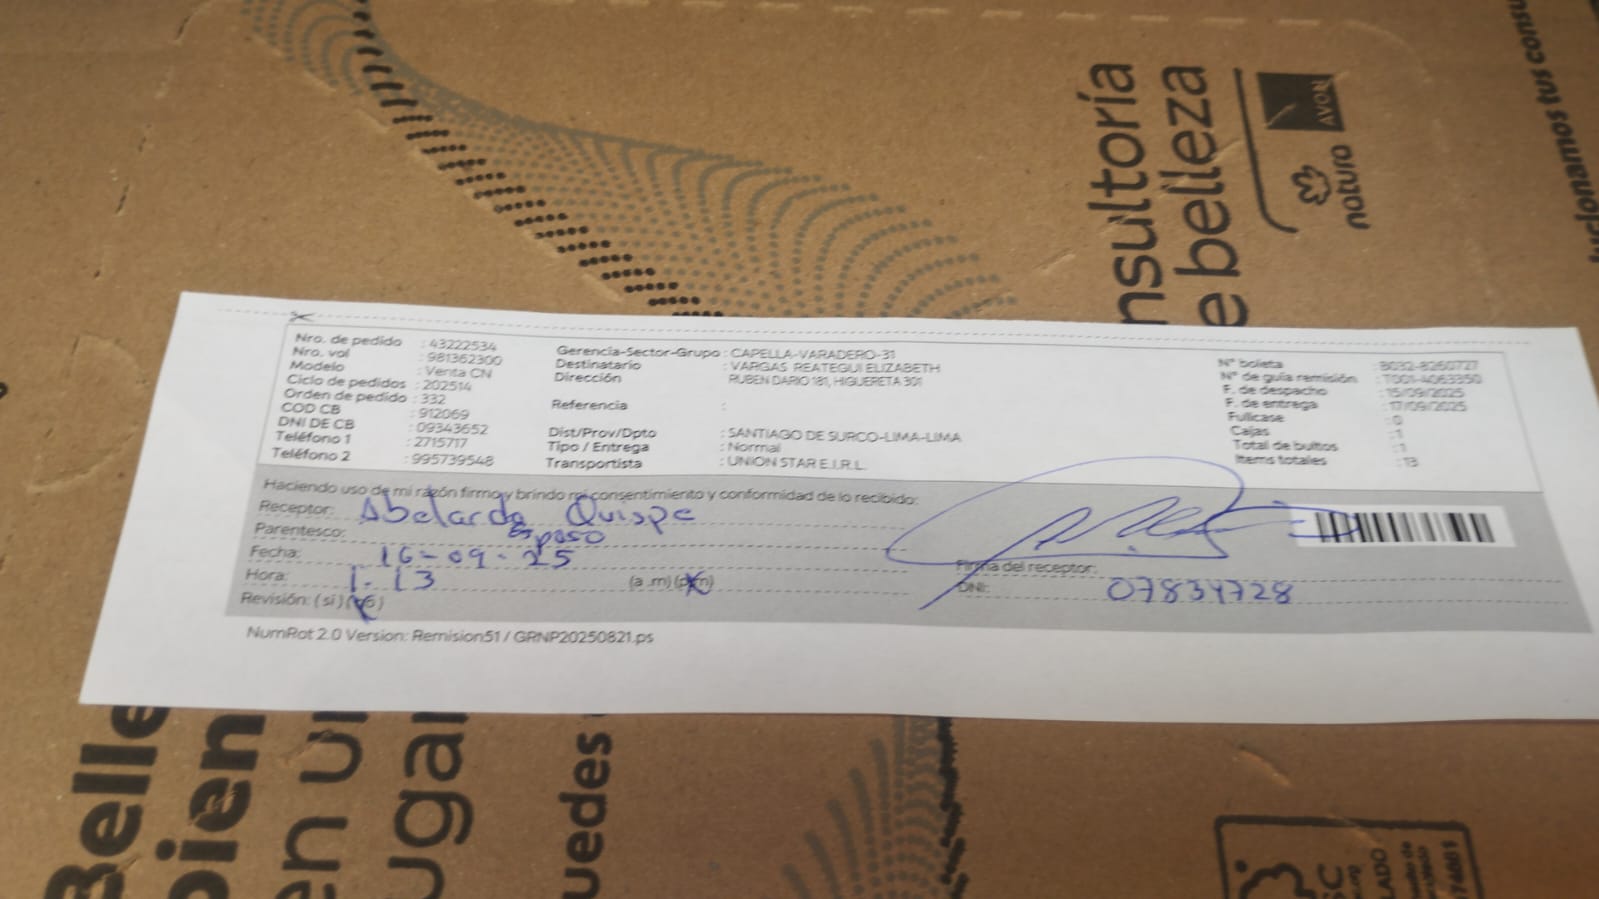 Nro. de pedido : 43222534
Nro. vol : 981362300
Modelo : Venta CN
Ciclo de pedidos : 202514
Orden de pedido : 332
COD CB : 912069
DNI DE CB : 09343652
Teléfono 1 : 2715717
Teléfono 2 : 995739548
Gerencia-Sector-Grupo : CAPELLA-VARADERO-31
Destinatario : VARGAS REATEGUI ELIZABETH
Dirección RUBEN DARIO 181, HIGUERETA 301
Referencia :
Dist/Prov/Dpto : SANTIAGO DE SURCO-LIMA-LIMA
Tipo / Entrega : Normal
Transportista : UNION STAR E.I.R.L.
N° boleta : B032-8260727
N° de guía remisión : T001-4063350
F. de despacho : 15/09/2025
F. de entrega : 17/09/2025
Fullcase : 0
Cajas : 1
Total de bultos : 1
Items totales : 13
Haciendo uso de mi razón firmo y brindo mi consentimiento y conformidad de lo recibido:
Receptor: Abelardo Quispe
Parentesco: Esposo
Fecha: 16-09-25
Hora: 1.13 (a .m) (p.m)
Revisión: (si) (no)
Firma del receptor:
DNI: 07834728
NumRot 2.0 Version: Remision51 / GRNP20250821.ps
nsultoría
e belleza
natura
AVON
tus consu
Belle
bien
en u
ugar
uedes